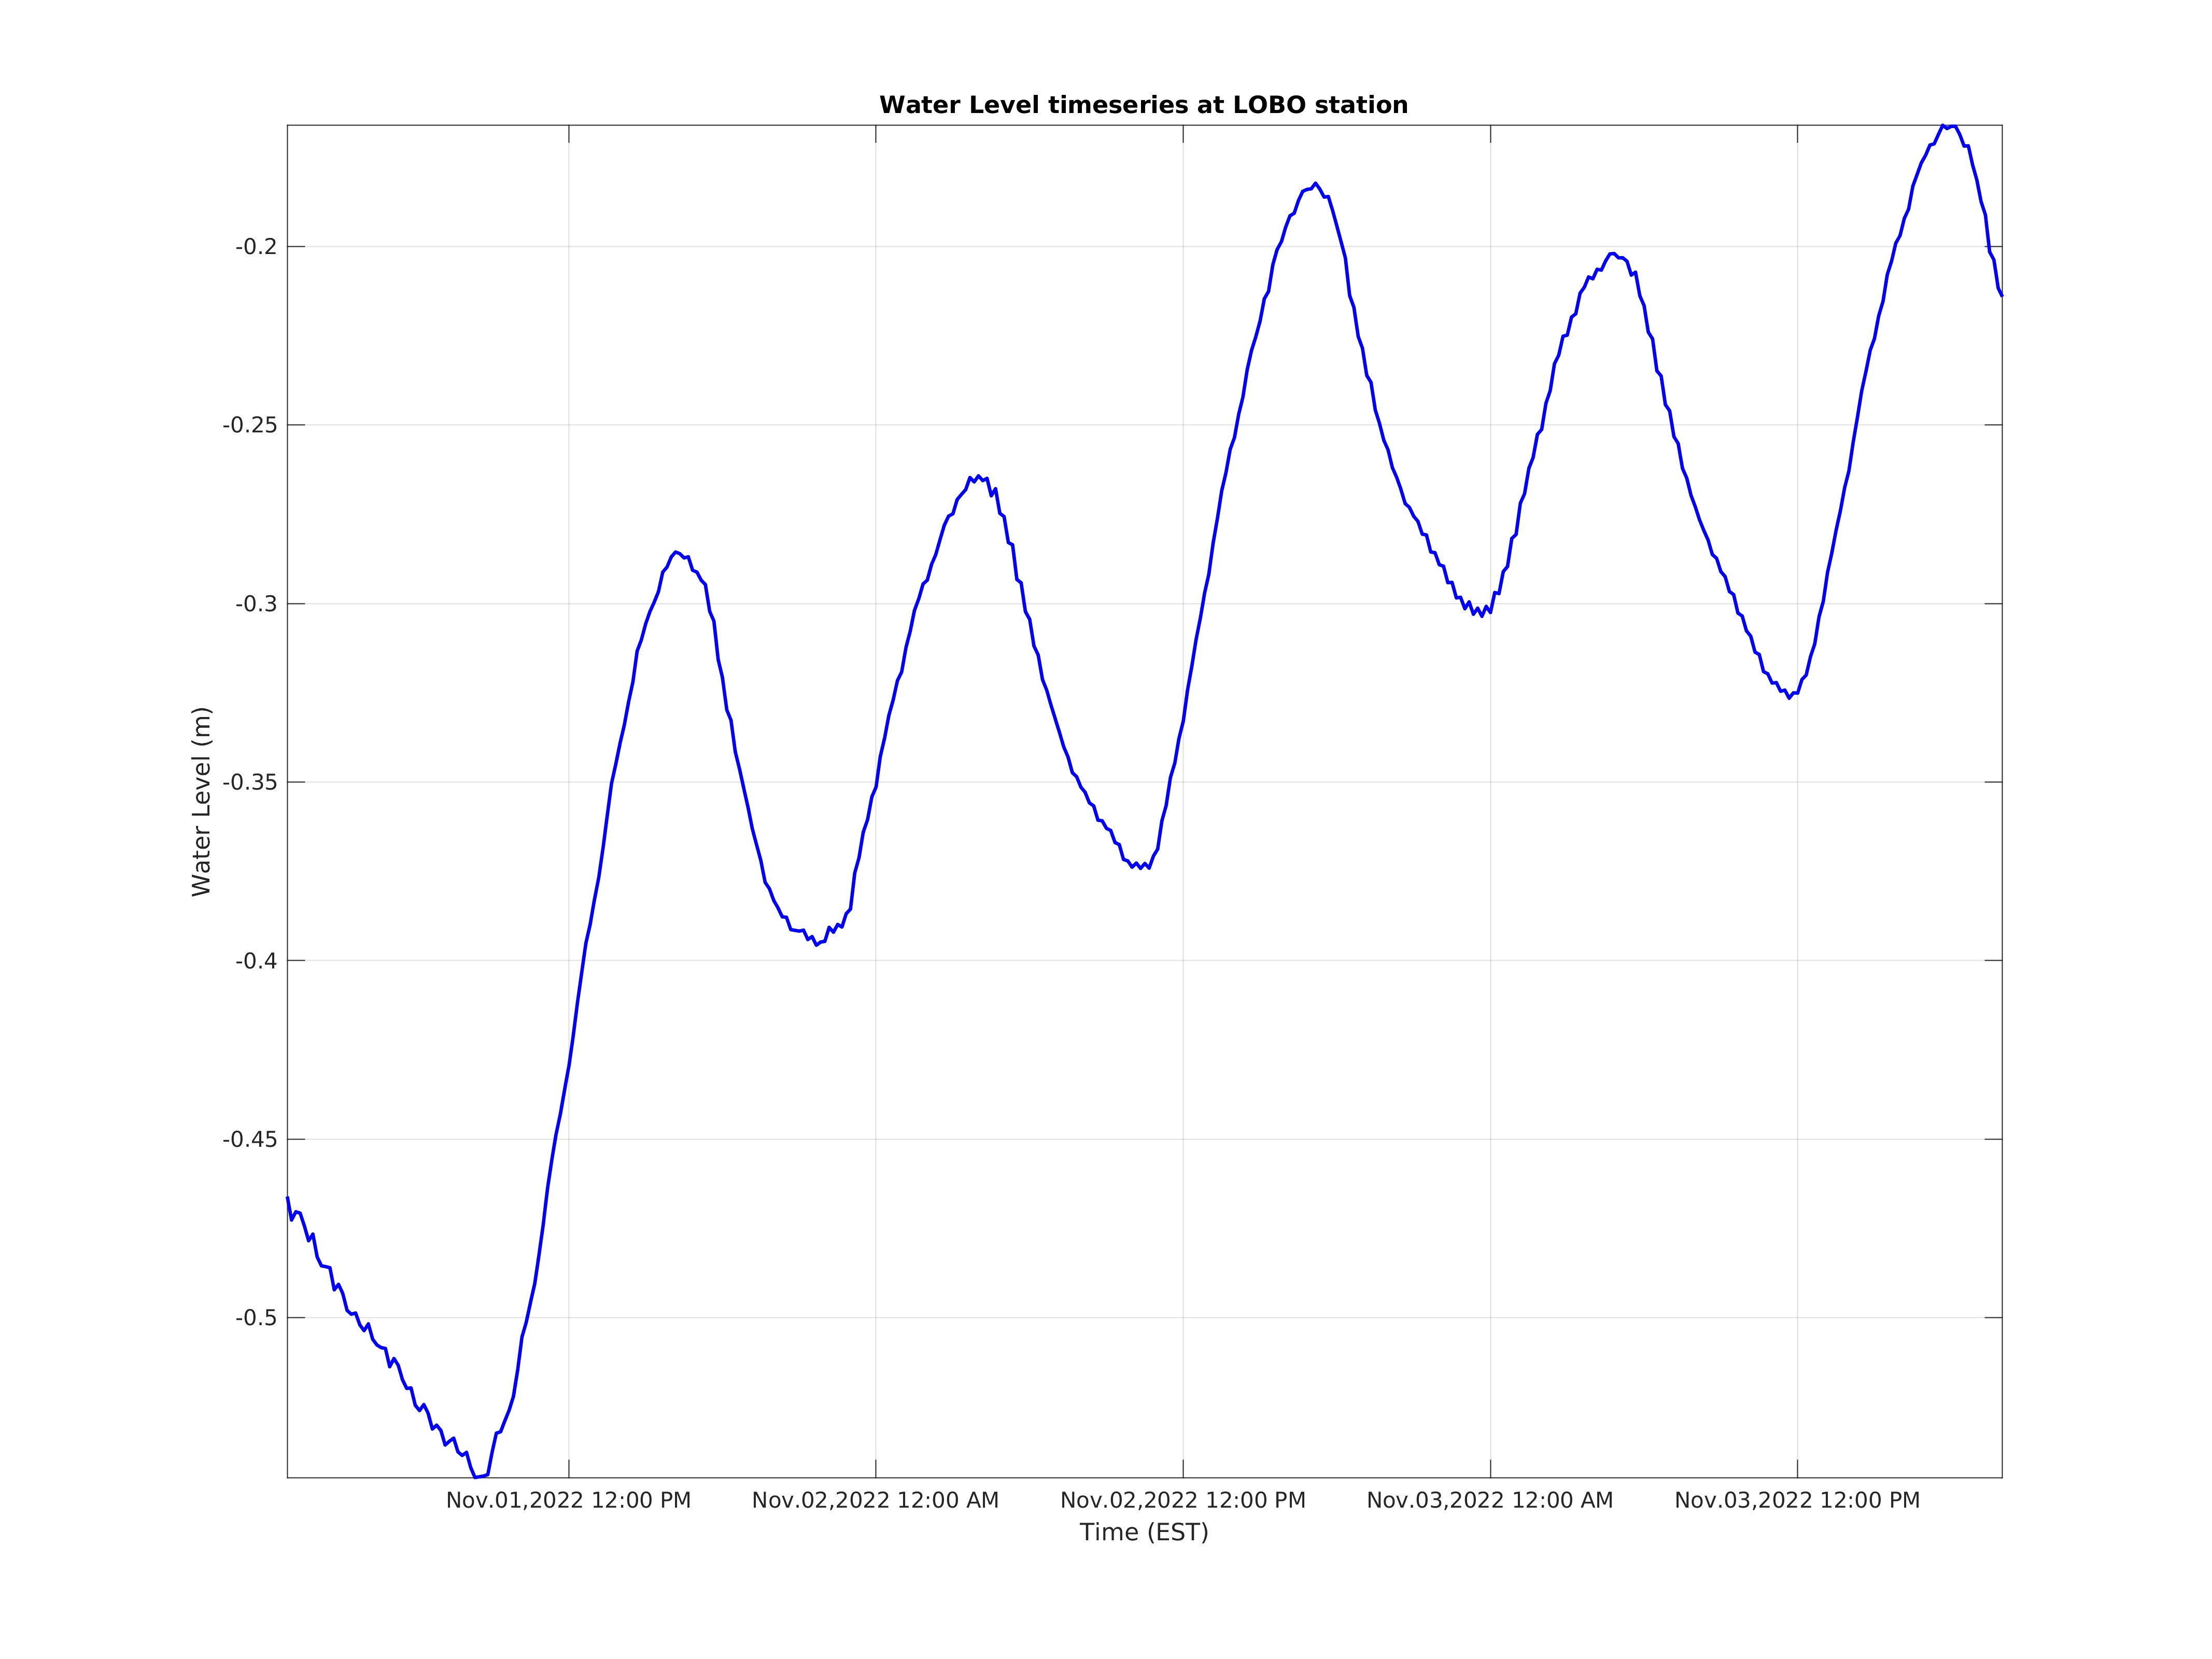 Water Level timeseries at LOBO station
-0.2
-0.25
-0.3
-0.35
-0.4
-0.45
-0.5
Water Level (m)
Nov.01,2022 12:00 PM
Nov.02,2022 12:00 AM
Nov.02,2022 12:00 PM
Nov.03,2022 12:00 AM
Nov.03,2022 12:00 PM
Time (EST)